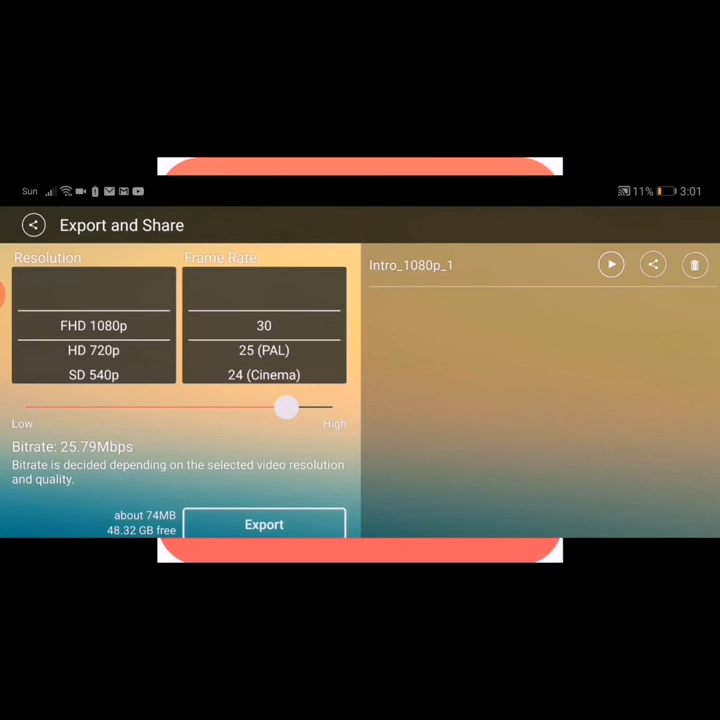 Sun
11% 3:01
Export and Share
Resolution
Frame Rate
FHD 1080p
HD 720p
SD 540p
30
25 (PAL)
24 (Cinema)
Low
High
Bitrate: 25.79Mbps
Bitrate is decided depending on the selected video resolution
and quality.
about 74MB
48.32 GB free
Export
Intro_1080p_1